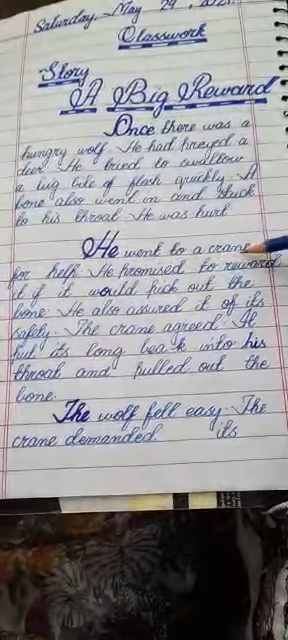 Saturday, May 29,
Classwork
Story
A Big Reward
Once there was a
hungry wolf. He had preyed a
deer. He tried to swallow
a big bite of flesh quickly. A
bone also went in and stuck
to his throat. He was hurt
He went to a crane
for help. He promised to reward
it if it would pick out the
bone. He also assured it of its
safety. The crane agreed. It
put its long beak into his
throat and pulled out the
bone.
The wolf fell easy. The
crane demanded its